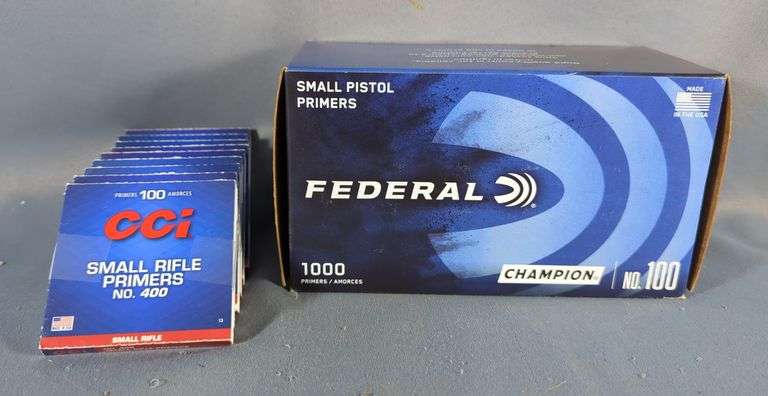 PRIMERS 100 AMORCES
CCi
SMALL RIFLE
PRIMERS
NO. 400
13
SMALL RIFLE
SMALL PISTOL
PRIMERS
MADE
IN THE USA
FEDERAL
1000
PRIMERS / AMORCES
CHAMPION
NO. 100